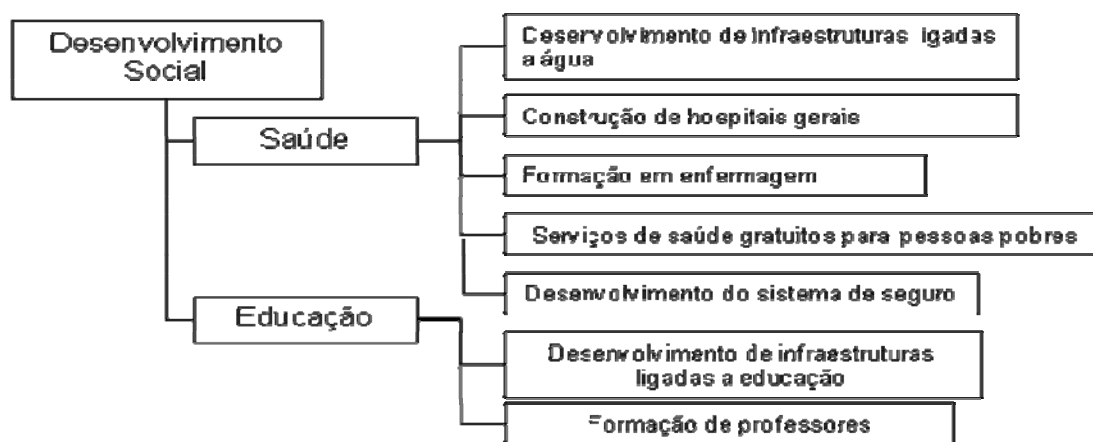 Desenvolvimento
Social
Saúde
Desenvolvimento de infraestruturas ligadas
a água
Construção de hospitais gerais
Formação em enfermagem
Serviços de saúde gratuitos para pessoas pobres
Desenvolvimento do sistema de seguro
Educação
Desenvolvimento de infraestruturas
ligadas a educação
Formação de professores